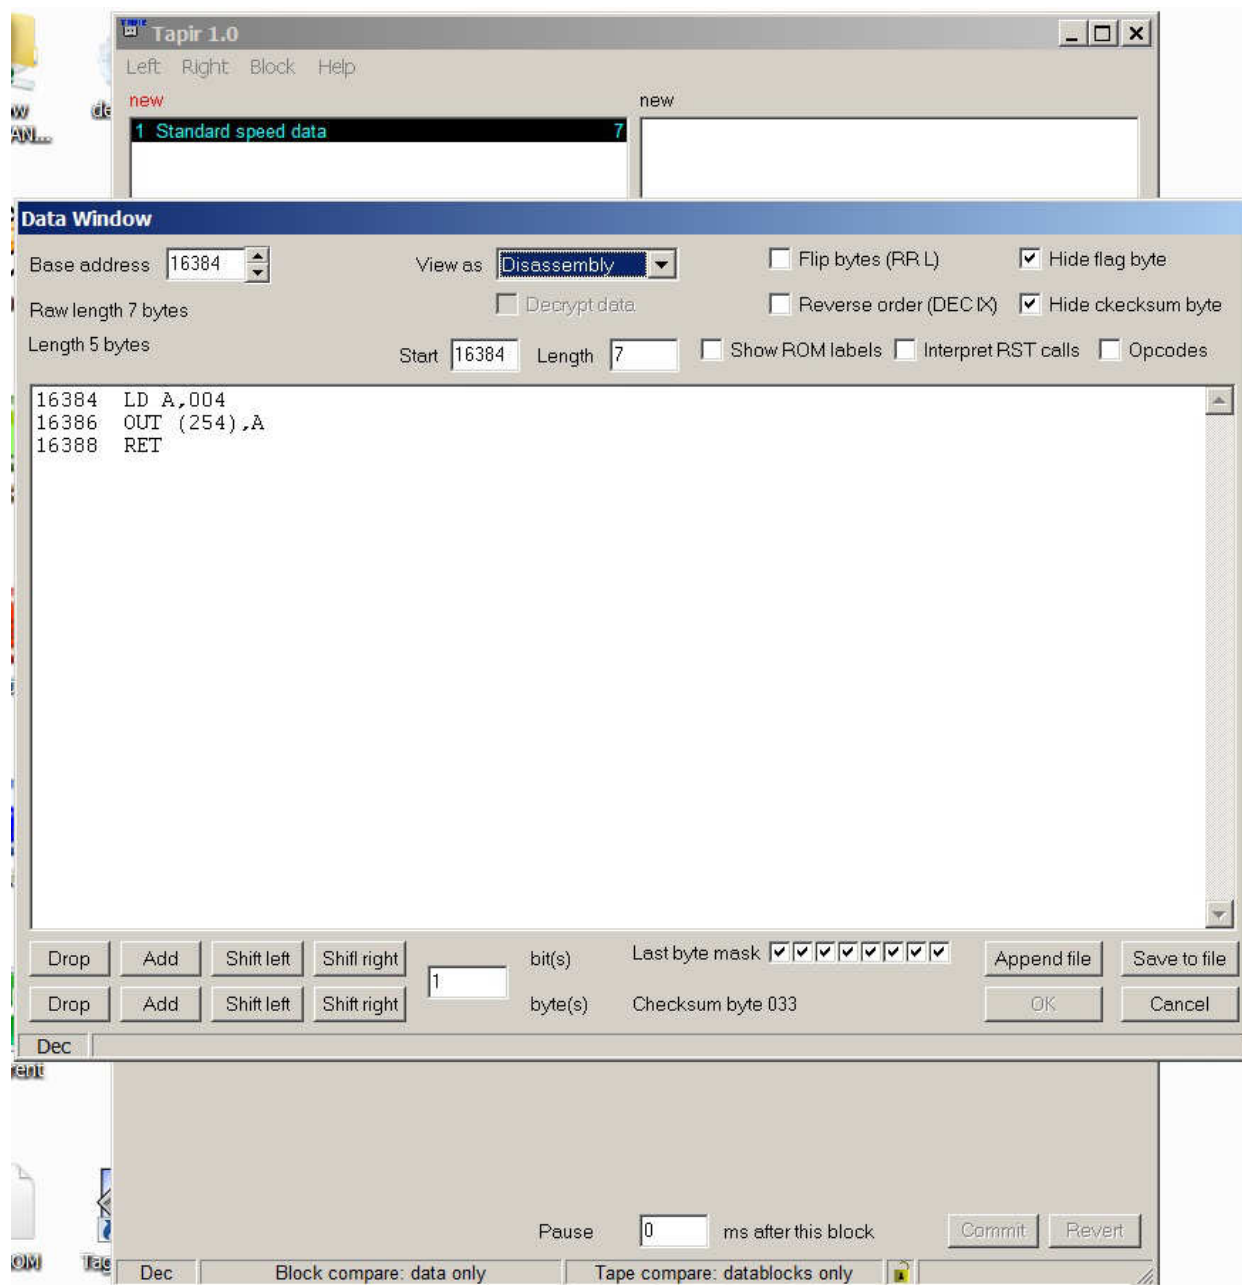 Tapir 1.0
Left Right Block Help
new new
1 Standard speed data 7
Data Window
Base address 16384 View as Disassembly Flip bytes (RR L) Hide flag byte
Raw length 7 bytes Decrypt data Reverse order (DEC IX) Hide ckecksum byte
Length 5 bytes Start 16384 Length 7 Show ROM labels Interpret RST calls Opcodes
16384 LD A,004
16386 OUT (254),A
16388 RET
Drop Add Shift left Shifl right 1 bit(s) Last byte mask Append file Save to file
Drop Add Shift left Shift right byte(s) Checksum byte 033 OK Cancel
Dec
Pause 0 ms after this block Commit Revert
Dec Block compare: data only Tape compare: datablocks only